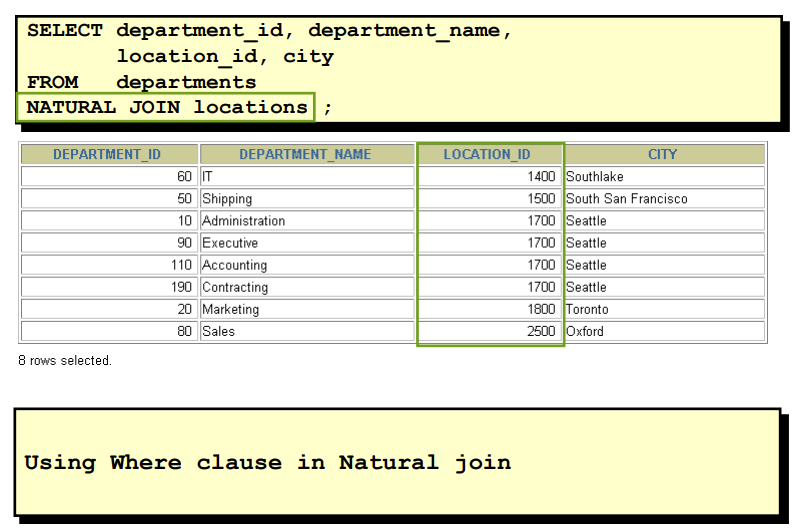 SELECT department_id, department_name,
location_id, city
FROM departments
NATURAL JOIN locations ;
DEPARTMENT_ID DEPARTMENT_NAME LOCATION_ID CITY
60 IT 1400 Southlake
50 Shipping 1500 South San Francisco
10 Administration 1700 Seattle
90 Executive 1700 Seattle
110 Accounting 1700 Seattle
190 Contracting 1700 Seattle
20 Marketing 1800 Toronto
80 Sales 2500 Oxford
8 rows selected.
Using Where clause in Natural join